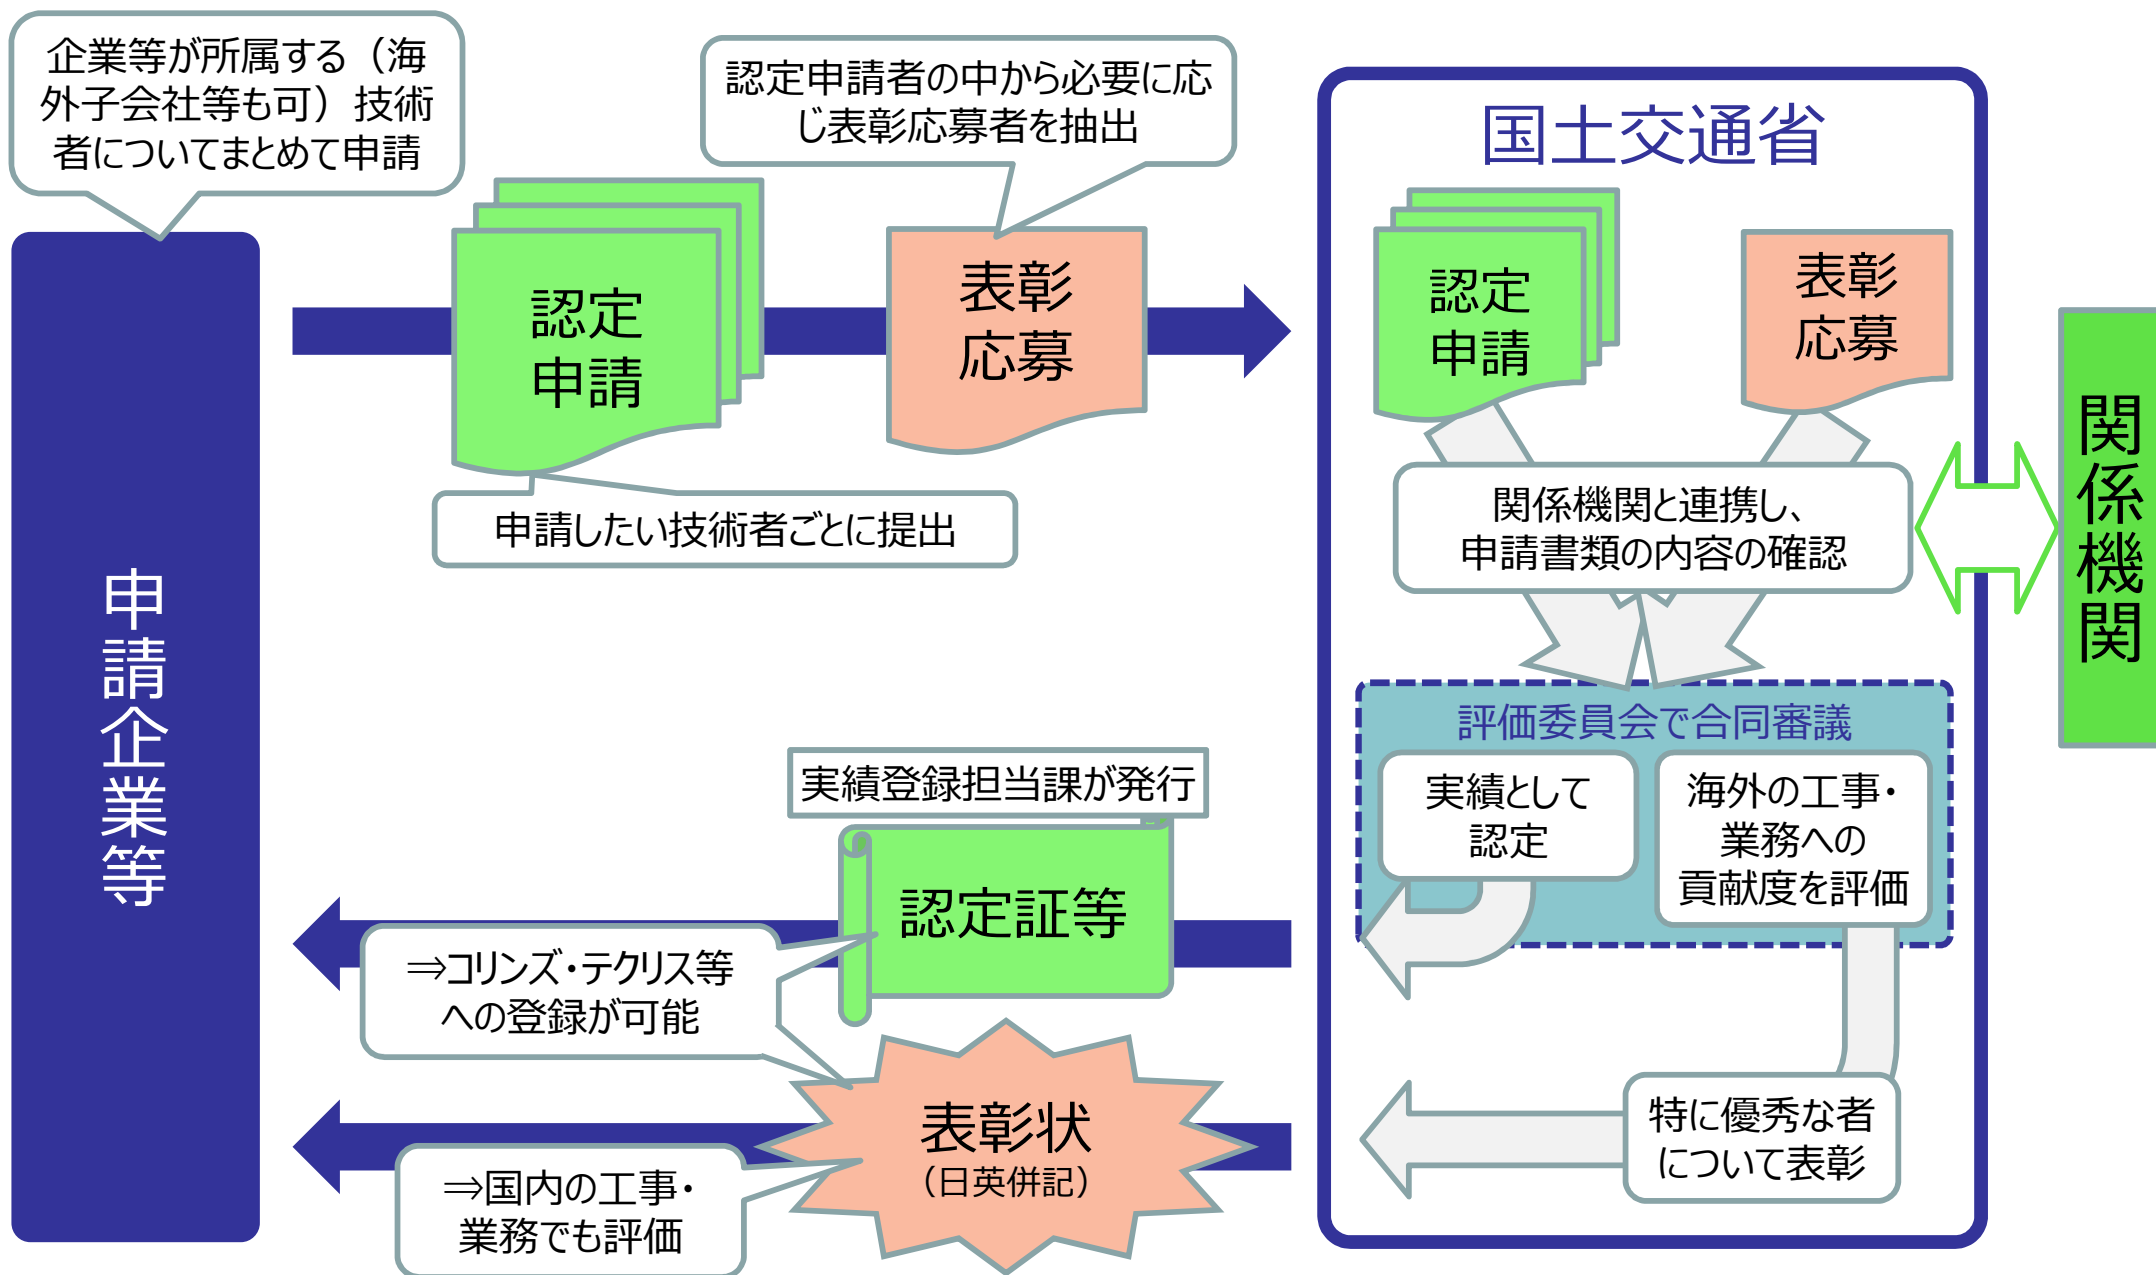 企業等が所属する（海
外子会社等も可）技術
者についてまとめて申請
認定申請者の中から必要に応
じ表彰応募者を抽出
国土交通省
認定
申請
表彰
応募
認定
申請
表彰
応募
申請したい技術者ごとに提出
関係機関と連携し、
申請書類の内容の確認
関係機関
申請企業等
評価委員会で合同審議
実績として
認定
海外の工事・
業務への
貢献度を評価
実績登録担当課が発行
認定証等
⇒コリンズ・テクリス等
への登録が可能
表彰状
（日英併記）
⇒国内の工事・
業務でも評価
特に優秀な者
について表彰